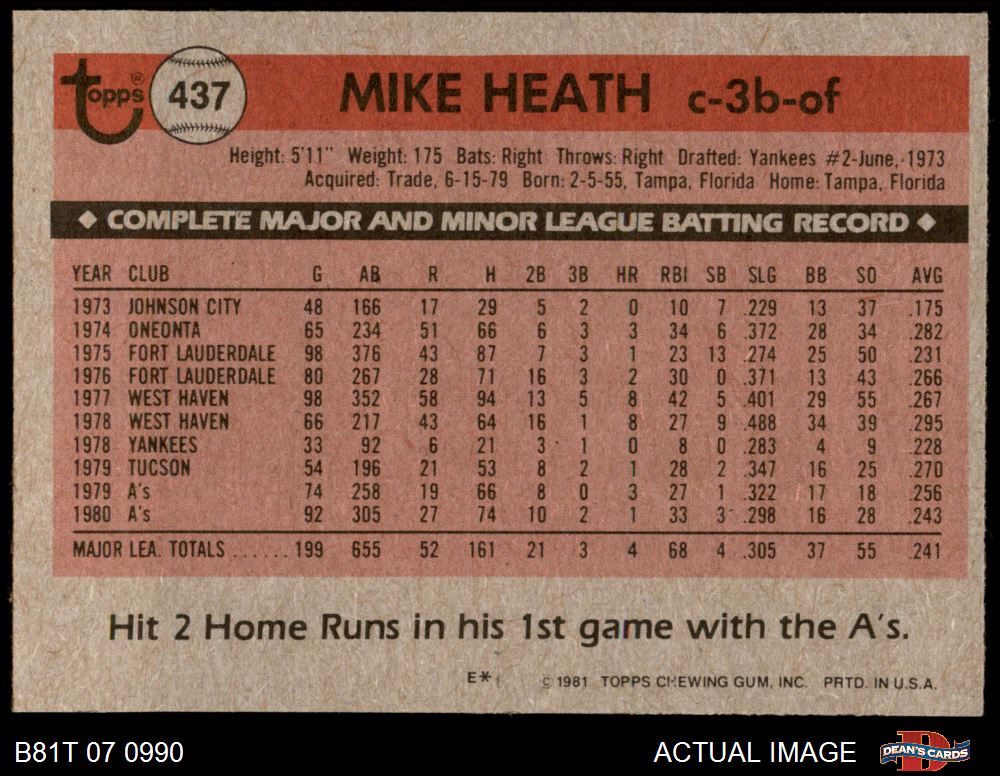 Topps® 437 MIKE HEATH c-3b-of
Height: 5'11" Weight: 175 Bats: Right Throws: Right Drafted: Yankees #2-June, 1973
Acquired: Trade, 6-15-79 Born: 2-5-55, Tampa, Florida Home: Tampa, Florida
◆ COMPLETE MAJOR AND MINOR LEAGUE BATTING RECORD ◆
YEAR CLUB G AB R H 2B 3B HR RBI SB SLG BB SO AVG
1973 JOHNSON CITY 48 166 17 29 5 2 0 10 7 .229 13 37 .175
1974 ONEONTA 65 234 51 66 6 3 3 34 6 .372 28 34 .282
1975 FORT LAUDERDALE 98 376 43 87 7 3 1 23 13 .274 25 50 .231
1976 FORT LAUDERDALE 80 267 28 71 16 3 2 30 0 .371 13 43 .266
1977 WEST HAVEN 98 352 58 94 13 5 8 42 5 .401 29 55 .267
1978 WEST HAVEN 66 217 43 64 16 1 8 27 9 .488 34 39 .295
1978 YANKEES 33 92 6 21 3 1 0 8 0 .283 4 9 .228
1979 TUCSON 54 196 21 53 8 2 1 28 2 .347 16 25 .270
1979 A's 74 258 19 66 8 0 3 27 1 .322 17 18 .256
1980 A's 92 305 27 74 10 2 1 33 3 .298 16 28 .243
MAJOR LEA. TOTALS ......199 655 52 161 21 3 4 68 4 .305 37 55 .241
Hit 2 Home Runs in his 1st game with the A's.
E* © 1981 TOPPS CHEWING GUM, INC. PRTD. IN U.S.A.
B81T 07 0990 ACTUAL IMAGE D DEAN'S CARDS